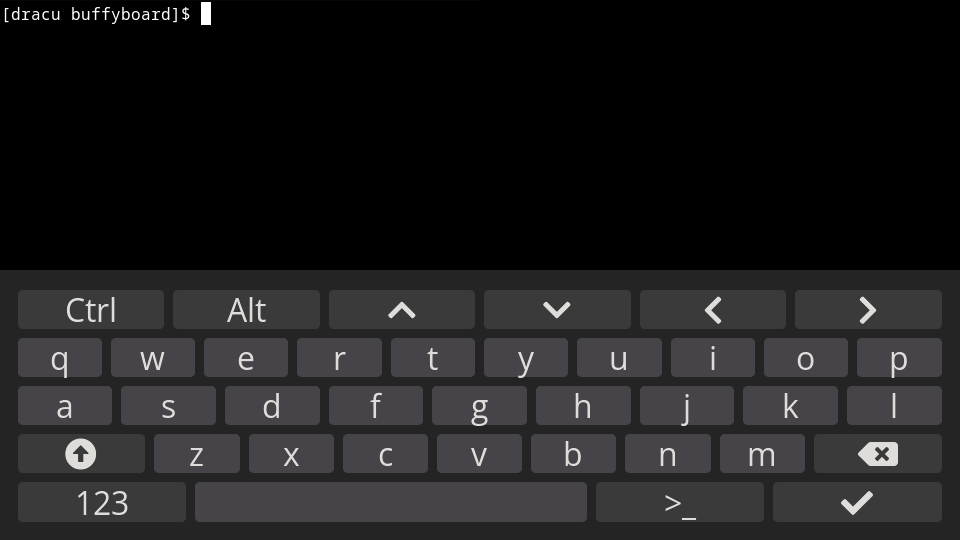 [dracu buffyboard]$
Ctrl Alt
q w e r t y u i o p
a s d f g h j k l
z x c v b n m
123 >_